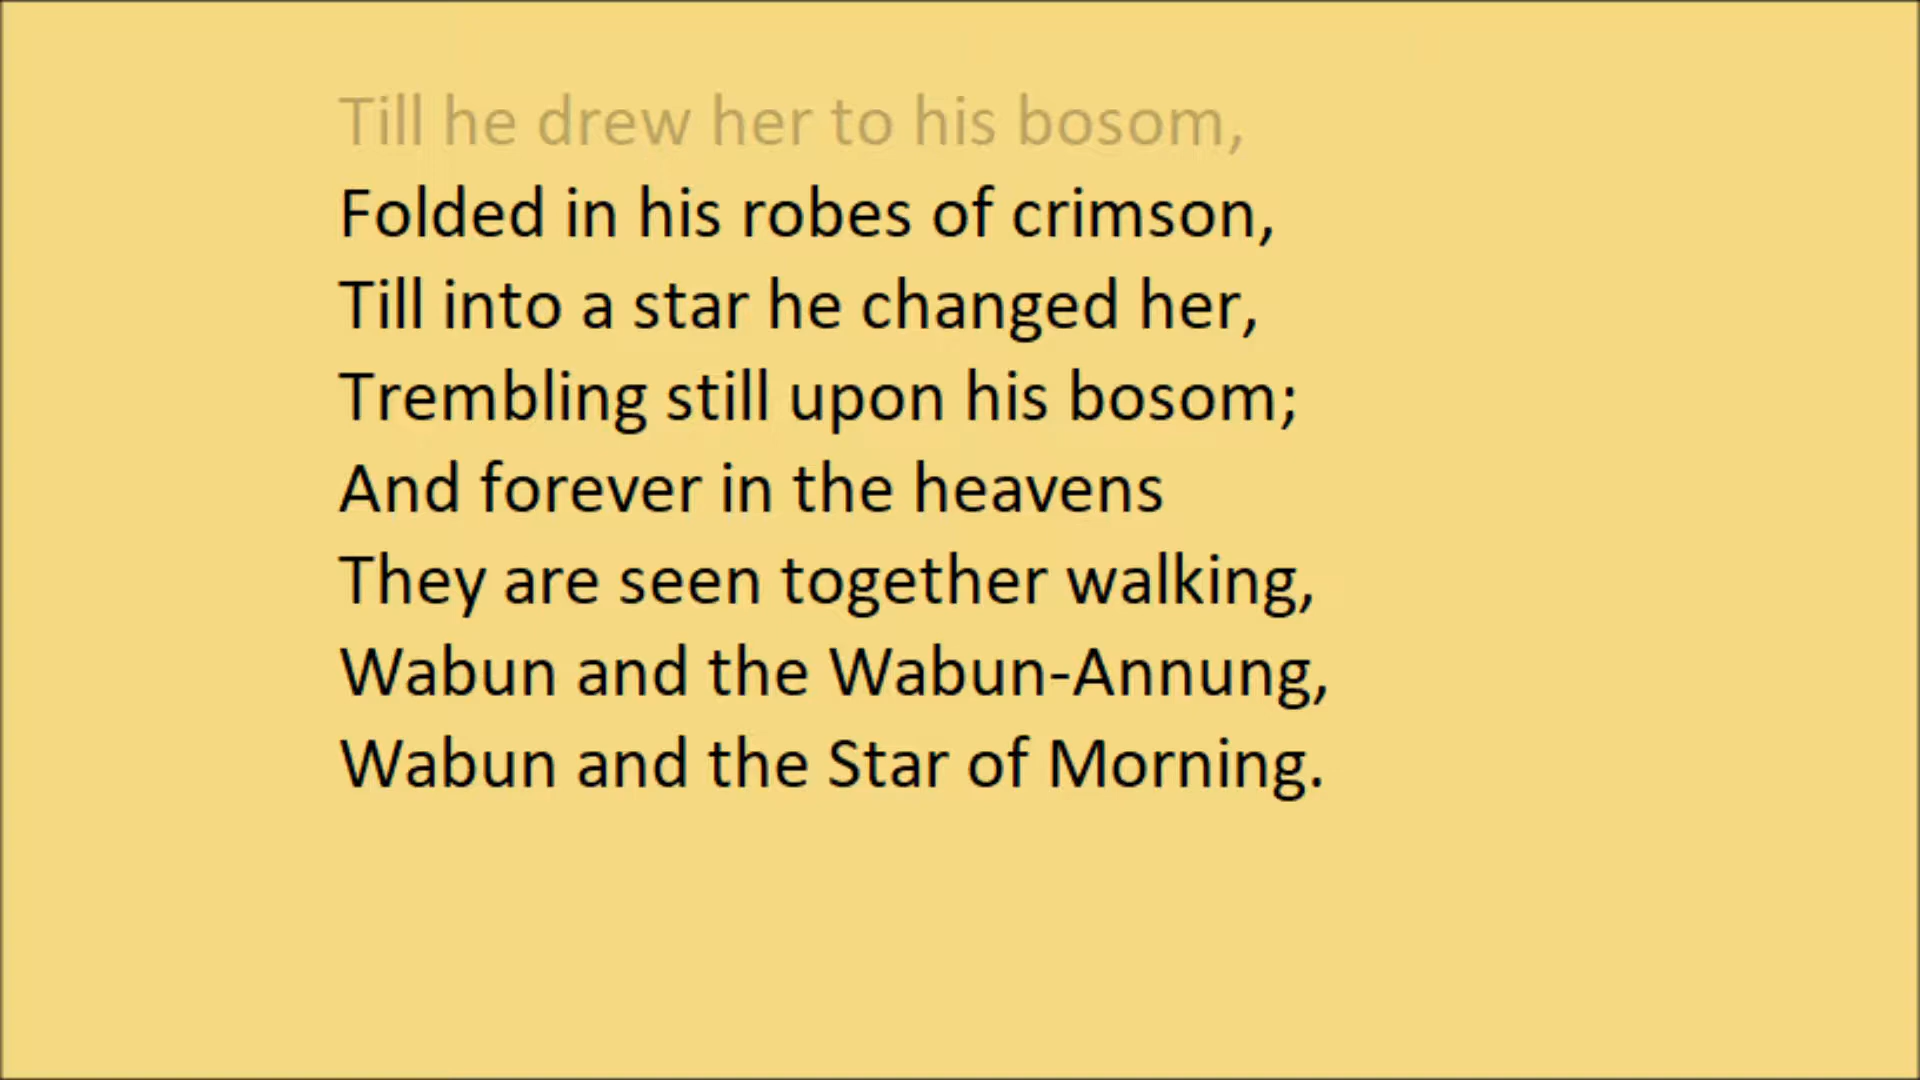 Till he drew her to his bosom,
Folded in his robes of crimson,
Till into a star he changed her,
Trembling still upon his bosom;
And forever in the heavens
They are seen together walking,
Wabun and the Wabun-Annung,
Wabun and the Star of Morning.